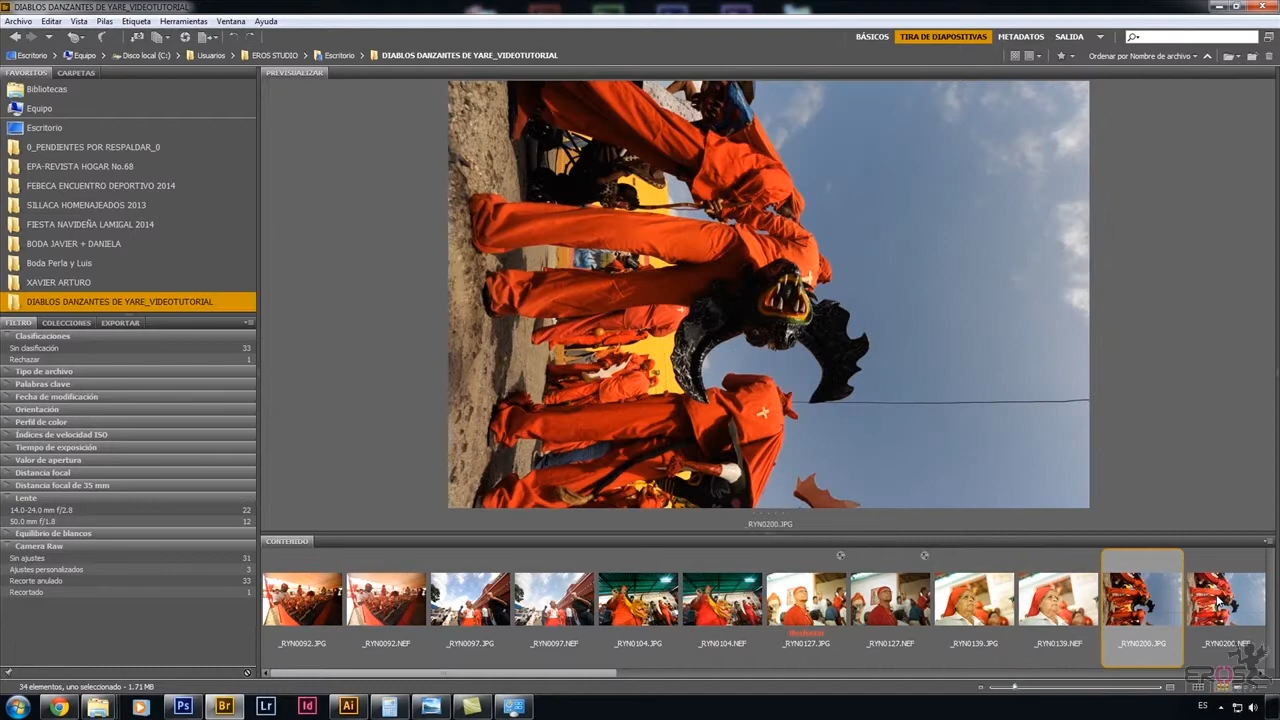 DIABLOS DANZANTES DE YARE_VIDEOTUTORIAL
Archivo Editar Vista Pilas Etiqueta Herramientas Ventana Ayuda
BÁSICOS TIRA DE DIAPOSITIVAS METADATOS SALIDA
Escritorio Equipo Disco local (C:) Usuarios EROS STUDIO Escritorio DIABLOS DANZANTES DE YARE_VIDEOTUTORIAL
Ordenar por Nombre de archivo
FAVORITOS CARPETAS
PREVISUALIZAR
Bibliotecas
Equipo
Escritorio
0_PENDIENTES POR RESPALDAR_0
EPA-REVISTA HOGAR No.68
FEBECA ENCUENTRO DEPORTIVO 2014
SILLACA HOMENAJEADOS 2013
FIESTA NAVIDEÑA LAMIGAL 2014
BODA JAVIER + DANIELA
Boda Perla y Luis
XAVIER ARTURO
DIABLOS DANZANTES DE YARE_VIDEOTUTORIAL
FILTRO COLECCIONES EXPORTAR
Clasificaciones
Sin clasificación 33
Rechazar 1
Tipo de archivo
Palabras clave
Fecha de modificación
Orientación
Perfil de color
Índices de velocidad ISO
Tiempo de exposición
Valor de apertura
Distancia focal
Distancia focal de 35 mm
Lente
14.0-24.0 mm f/2.8 22
50.0 mm f/1.8 12
Equilibrio de blancos
Camera Raw
Sin ajustes 31
Ajustes personalizados 3
Recorte anulado 33
Recortado 1
_RYN0200.JPG
CONTENIDO
Rechazar
_RYN0092.JPG _RYN0092.NEF _RYN0097.JPG _RYN0097.NEF _RYN0104.JPG _RYN0104.NEF _RYN0127.JPG _RYN0127.NEF _RYN0139.JPG _RYN0139.NEF _RYN0200.JPG _RYN0200.NEF
34 elementos, uno seleccionado - 1.71 MB
EROS
Ps Br Lr Id Ai
ES